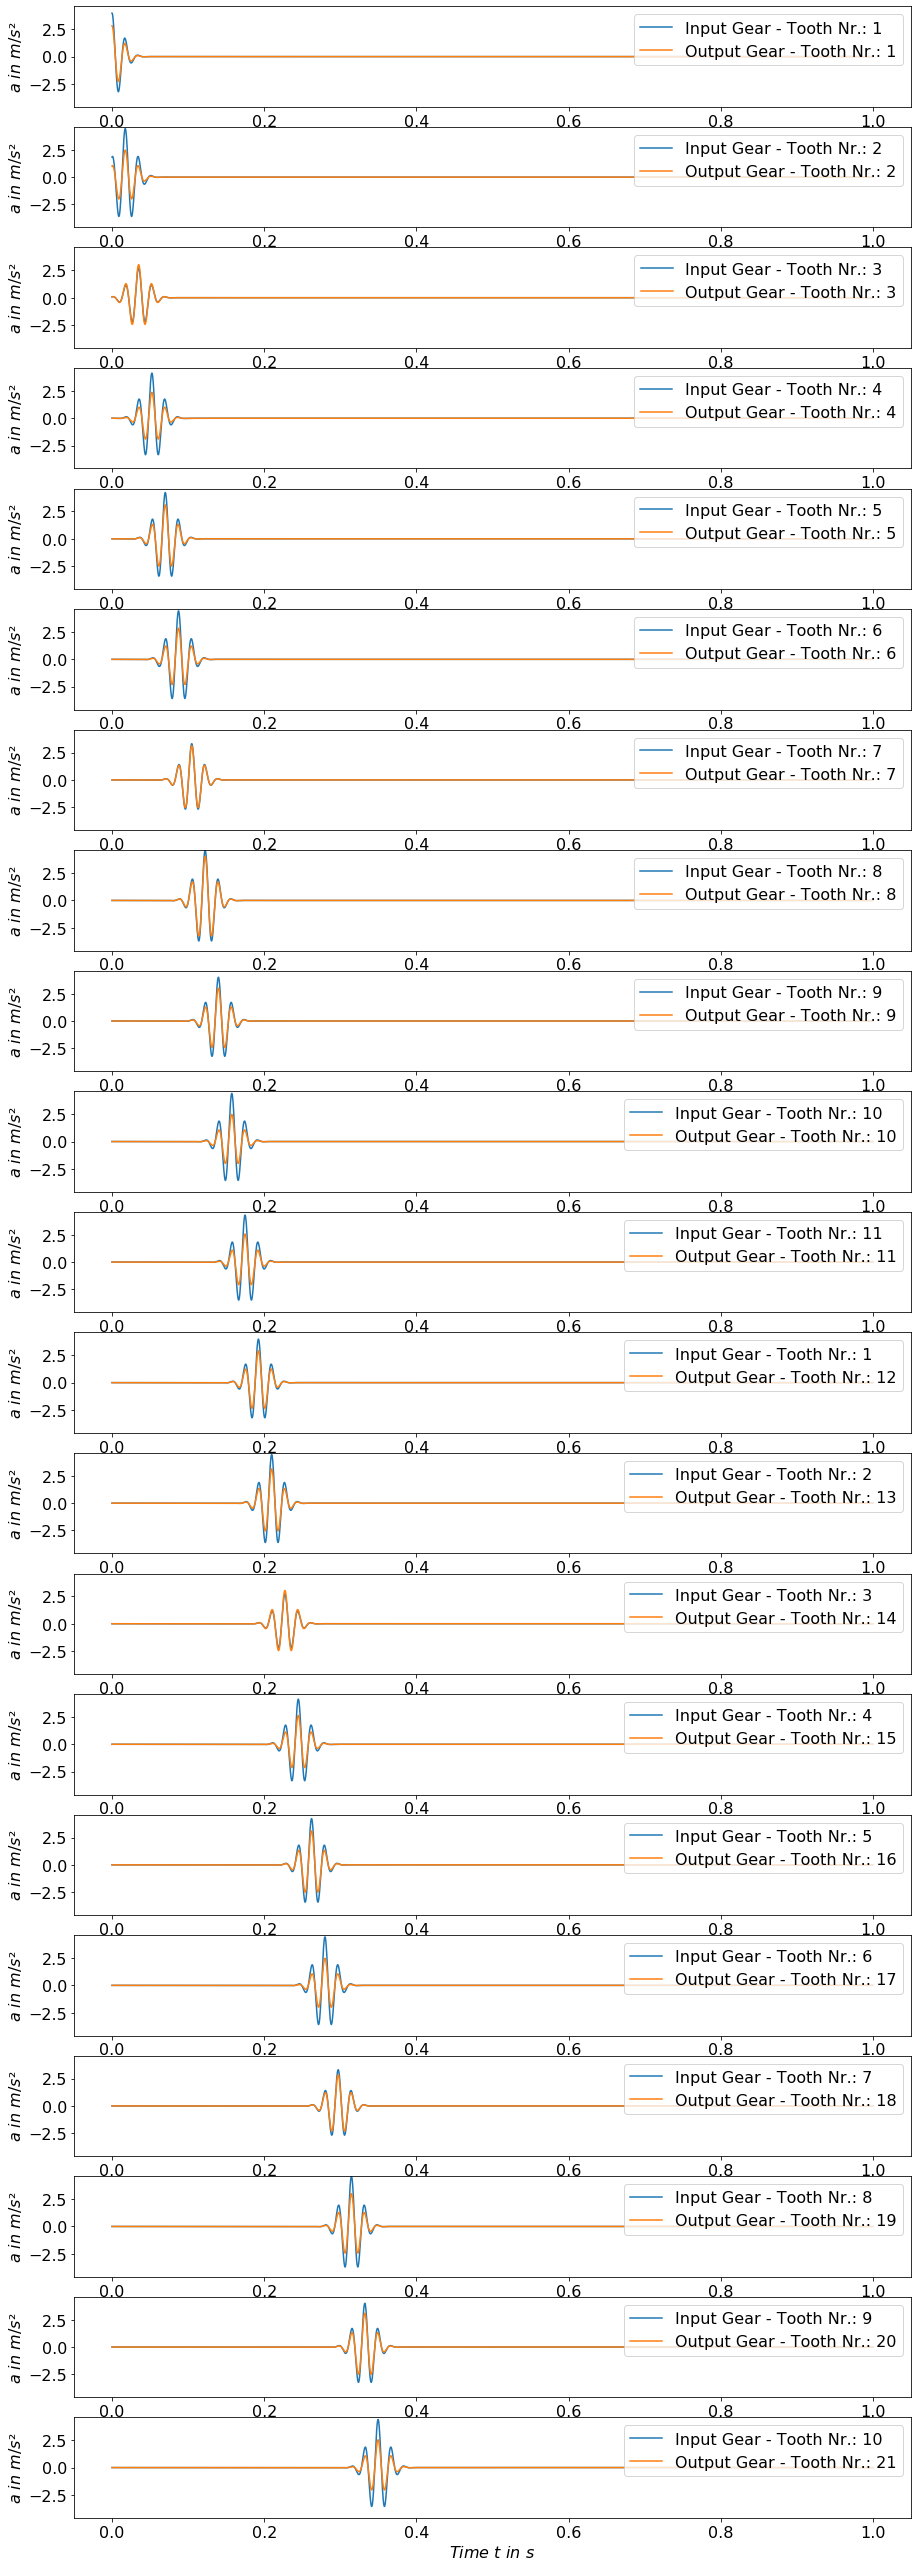 2.5
0.0
−2.5
a in m/s²
Input Gear - Tooth Nr.: 1
Output Gear - Tooth Nr.: 1
0.0 0.2 0.4 0.6 0.8 1.0
2.5
0.0
−2.5
a in m/s²
Input Gear - Tooth Nr.: 2
Output Gear - Tooth Nr.: 2
0.0 0.2 0.4 0.6 0.8 1.0
2.5
0.0
−2.5
a in m/s²
Input Gear - Tooth Nr.: 3
Output Gear - Tooth Nr.: 3
0.0 0.2 0.4 0.6 0.8 1.0
2.5
0.0
−2.5
a in m/s²
Input Gear - Tooth Nr.: 4
Output Gear - Tooth Nr.: 4
0.0 0.2 0.4 0.6 0.8 1.0
2.5
0.0
−2.5
a in m/s²
Input Gear - Tooth Nr.: 5
Output Gear - Tooth Nr.: 5
0.0 0.2 0.4 0.6 0.8 1.0
2.5
0.0
−2.5
a in m/s²
Input Gear - Tooth Nr.: 6
Output Gear - Tooth Nr.: 6
0.0 0.2 0.4 0.6 0.8 1.0
2.5
0.0
−2.5
a in m/s²
Input Gear - Tooth Nr.: 7
Output Gear - Tooth Nr.: 7
0.0 0.2 0.4 0.6 0.8 1.0
2.5
0.0
−2.5
a in m/s²
Input Gear - Tooth Nr.: 8
Output Gear - Tooth Nr.: 8
0.0 0.2 0.4 0.6 0.8 1.0
2.5
0.0
−2.5
a in m/s²
Input Gear - Tooth Nr.: 9
Output Gear - Tooth Nr.: 9
0.0 0.2 0.4 0.6 0.8 1.0
2.5
0.0
−2.5
a in m/s²
Input Gear - Tooth Nr.: 10
Output Gear - Tooth Nr.: 10
0.0 0.2 0.4 0.6 0.8 1.0
2.5
0.0
−2.5
a in m/s²
Input Gear - Tooth Nr.: 11
Output Gear - Tooth Nr.: 11
0.0 0.2 0.4 0.6 0.8 1.0
2.5
0.0
−2.5
a in m/s²
Input Gear - Tooth Nr.: 1
Output Gear - Tooth Nr.: 12
0.0 0.2 0.4 0.6 0.8 1.0
2.5
0.0
−2.5
a in m/s²
Input Gear - Tooth Nr.: 2
Output Gear - Tooth Nr.: 13
0.0 0.2 0.4 0.6 0.8 1.0
2.5
0.0
−2.5
a in m/s²
Input Gear - Tooth Nr.: 3
Output Gear - Tooth Nr.: 14
0.0 0.2 0.4 0.6 0.8 1.0
2.5
0.0
−2.5
a in m/s²
Input Gear - Tooth Nr.: 4
Output Gear - Tooth Nr.: 15
0.0 0.2 0.4 0.6 0.8 1.0
2.5
0.0
−2.5
a in m/s²
Input Gear - Tooth Nr.: 5
Output Gear - Tooth Nr.: 16
0.0 0.2 0.4 0.6 0.8 1.0
2.5
0.0
−2.5
a in m/s²
Input Gear - Tooth Nr.: 6
Output Gear - Tooth Nr.: 17
0.0 0.2 0.4 0.6 0.8 1.0
2.5
0.0
−2.5
a in m/s²
Input Gear - Tooth Nr.: 7
Output Gear - Tooth Nr.: 18
0.0 0.2 0.4 0.6 0.8 1.0
2.5
0.0
−2.5
a in m/s²
Input Gear - Tooth Nr.: 8
Output Gear - Tooth Nr.: 19
0.0 0.2 0.4 0.6 0.8 1.0
2.5
0.0
−2.5
a in m/s²
Input Gear - Tooth Nr.: 9
Output Gear - Tooth Nr.: 20
0.0 0.2 0.4 0.6 0.8 1.0
2.5
0.0
−2.5
a in m/s²
Input Gear - Tooth Nr.: 10
Output Gear - Tooth Nr.: 21
0.0 0.2 0.4 0.6 0.8 1.0
Time t in s